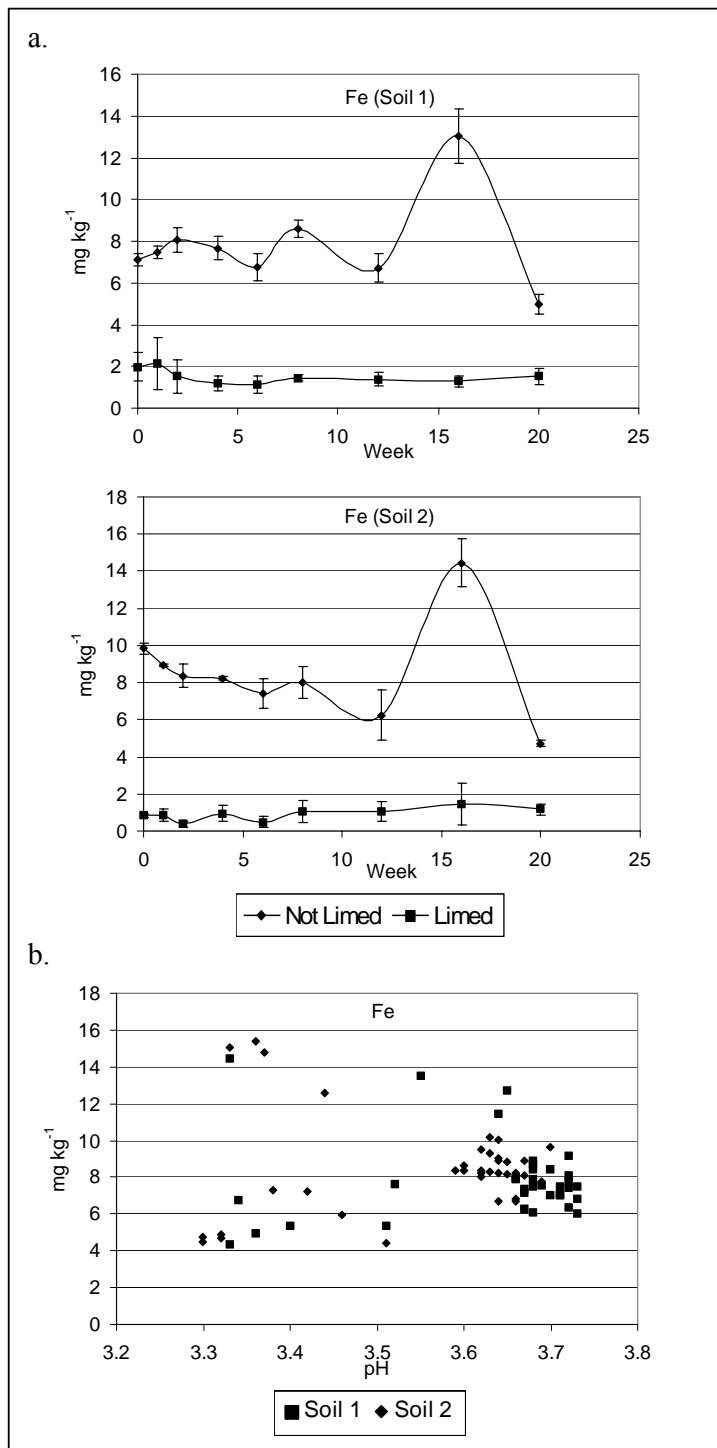 a.
Fe (Soil 1)
16
14
12
10
8
6
4
2
0
mg kg-1
0 5 10 15 20 25
Week
Fe (Soil 2)
18
16
14
12
10
8
6
4
2
0
mg kg-1
0 5 10 15 20 25
Week
Not Limed Limed
b.
Fe
18
16
14
12
10
8
6
4
2
0
mg kg-1
3.2 3.3 3.4 3.5 3.6 3.7 3.8
pH
Soil 1 Soil 2